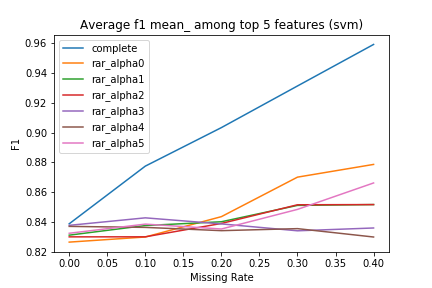 Average f1 mean_ among top 5 features (svm)
F1
0.96
0.94
0.92
0.90
0.88
0.86
0.84
0.82
complete
rar_alpha0
rar_alpha1
rar_alpha2
rar_alpha3
rar_alpha4
rar_alpha5
0.00 0.05 0.10 0.15 0.20 0.25 0.30 0.35 0.40
Missing Rate